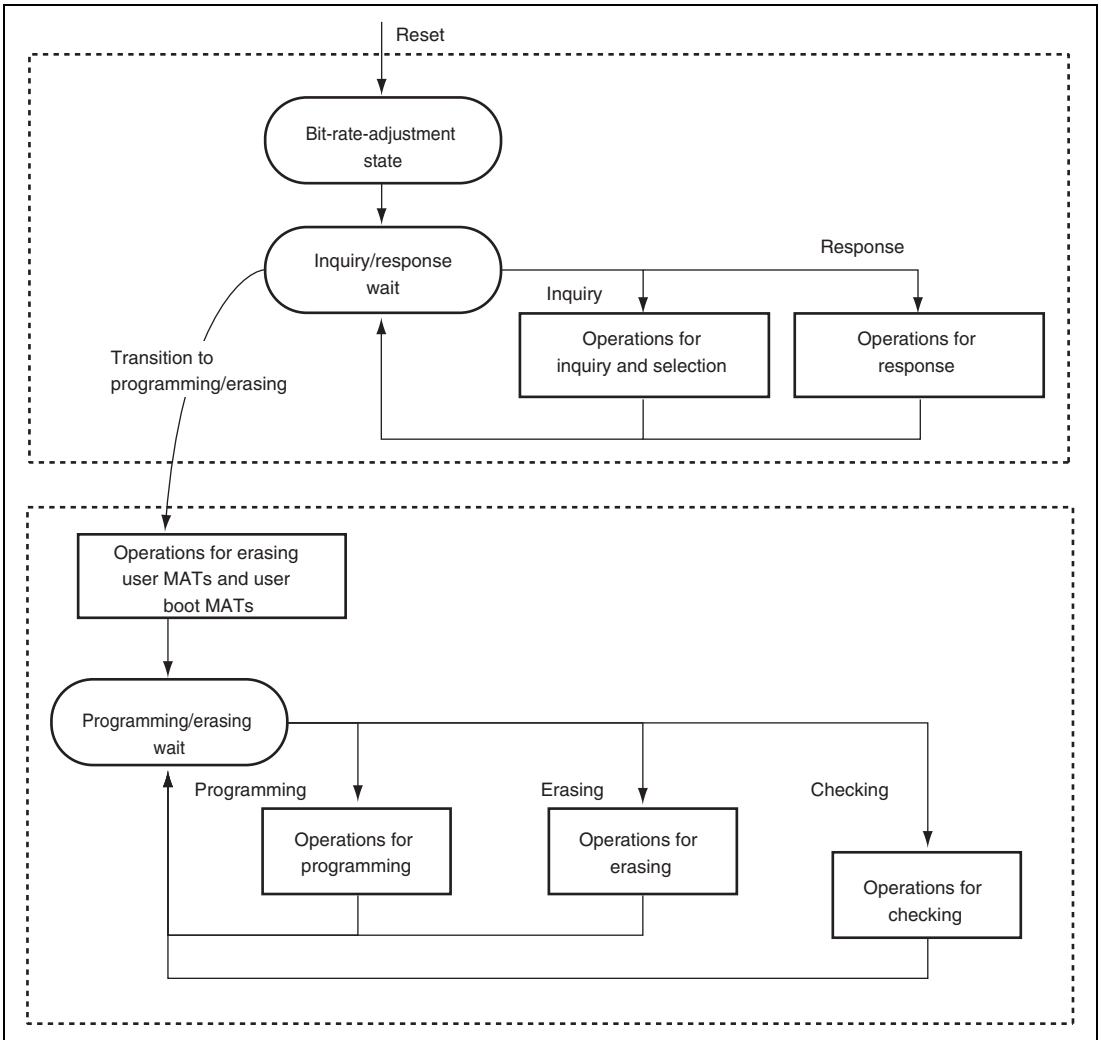 Reset
Bit-rate-adjustment
state
Inquiry/response
wait
Response
Inquiry
Operations for
inquiry and selection
Operations for
response
Transition to
programming/erasing
Operations for erasing
user MATs and user
boot MATs
Programming/erasing
wait
Programming
Erasing
Checking
Operations for
programming
Operations for
erasing
Operations for
checking